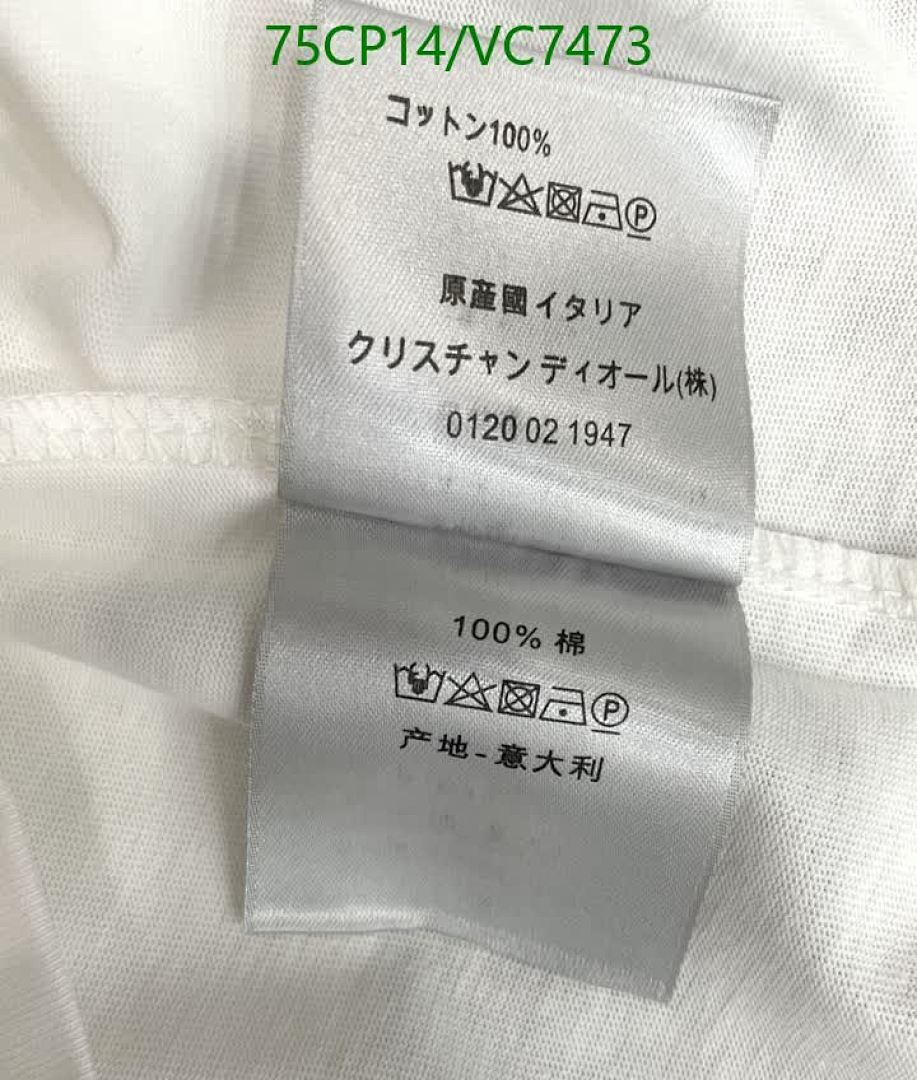 75CP14/VC7473
コットン100%
P
原産國イタリア
クリスチャンディオール(株)
0120 02 1947
100% 棉
P
产地-意大利